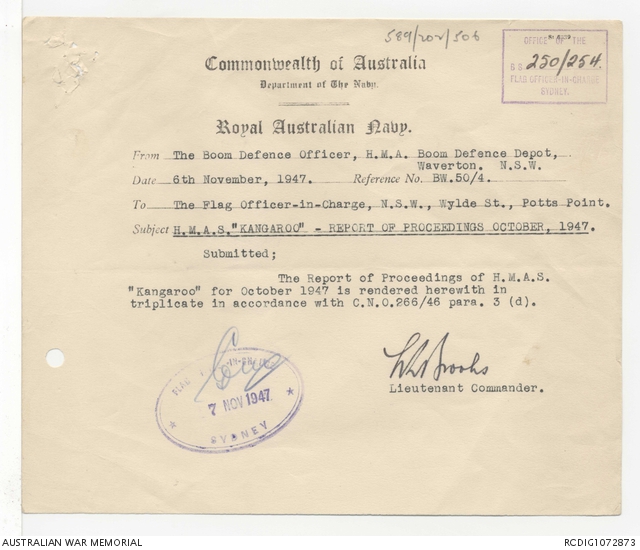 589/202/506
OFFICE OF THE
G.S. 250/254.
FLAG OFFICER-IN-CHARGE
SYDNEY.
Commonwealth of Australia
Department of The Navy.
Royal Australian Navy.
From The Boom Defence Officer, H.M.A. Boom Defence Depot,
Waverton. N.S.W.
Date 6th November, 1947. Reference No. BW.50/4.
To The Flag Officer-in-Charge, N.S.W., Wylde St., Potts Point.
Subject H.M.A.S."KANGAROO" - REPORT OF PROCEEDINGS OCTOBER, 1947.
Submitted;
The Report of Proceedings of H.M.A.S.
"Kangaroo" for October 1947 is rendered herewith in
triplicate in accordance with C.N.O.266/46 para. 3 (d).
Brooks
Lieutenant Commander.
7 NOV 1947
SYDNEY
AUSTRALIAN WAR MEMORIAL
RCDIG1072873